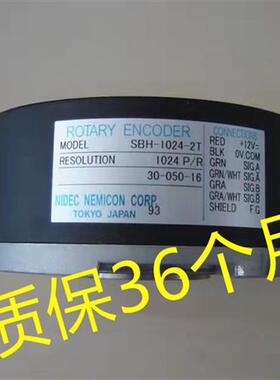 ROTARY ENCODER
MODEL SBH-1024-2T
RESOLUTION 1024 P/R
30-050-16
NIDEC NEMICON CORP.
TOKYO JAPAN 93
CONNECTIONS
RED +12V=
BLK 0V.COM
GRN SIG.A
GRN/WHT SIG.A
GRA SIG.B
GRA/WHT SIG.B
SHIELD F.G
质保36个月